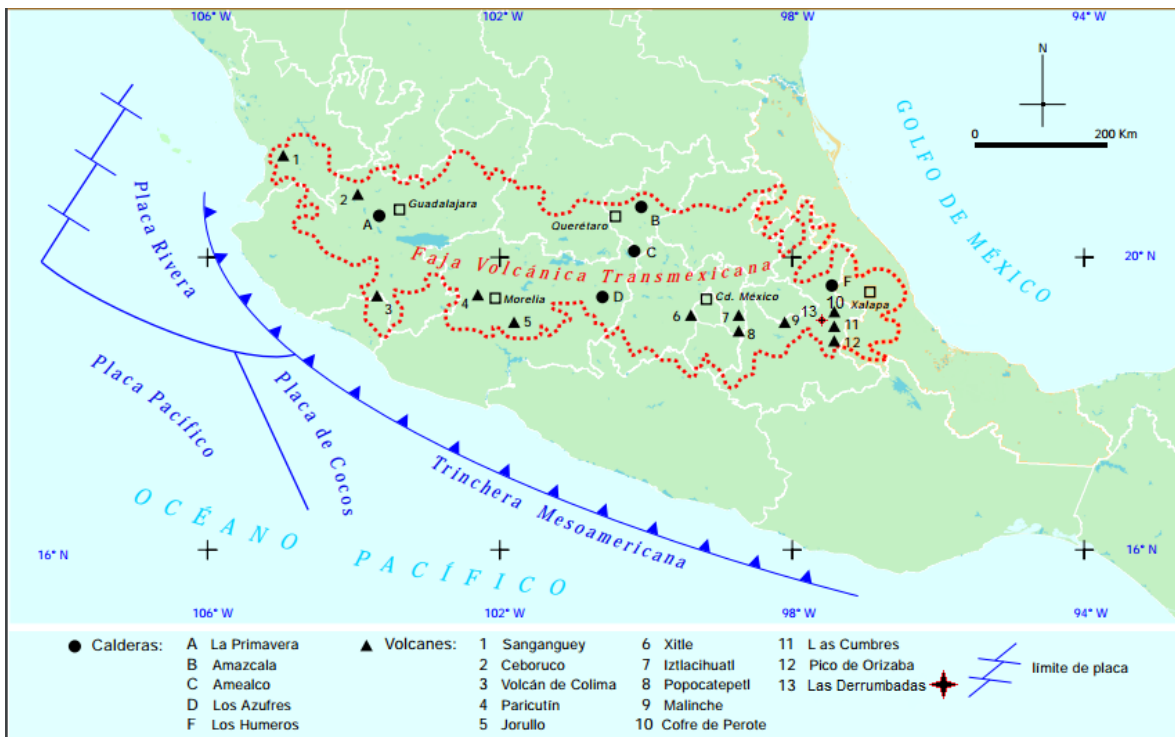 106° W
102° W
98° W
94° W
N
0
200 Km
GOLFO DE MÉXICO
1
2
A
Guadalajara
Querétaro
B
C
Placa Rivera
Faja Volcánica Transmexicana
20° N
3
4
Morelia
5
D
6
Cd. México
7
8
9
13
F
10
Xalapa
11
12
Placa Pacífico
Placa de Cocos
Trinchera Mesoamericana
OCÉANO PACÍFICO
16° N
16° N
106° W
102° W
98° W
94° W
Calderas:
A La Primavera
B Amazcala
C Amealco
D Los Azufres
F Los Humeros
Volcanes:
1 Sanganguey
2 Ceboruco
3 Volcán de Colima
4 Paricutín
5 Jorullo
6 Xitle
7 Iztlacihuatl
8 Popocatepetl
9 Malinche
10 Cofre de Perote
11 L as Cumbres
12 Pico de Orizaba
13 Las Derrumbadas
límite de placa